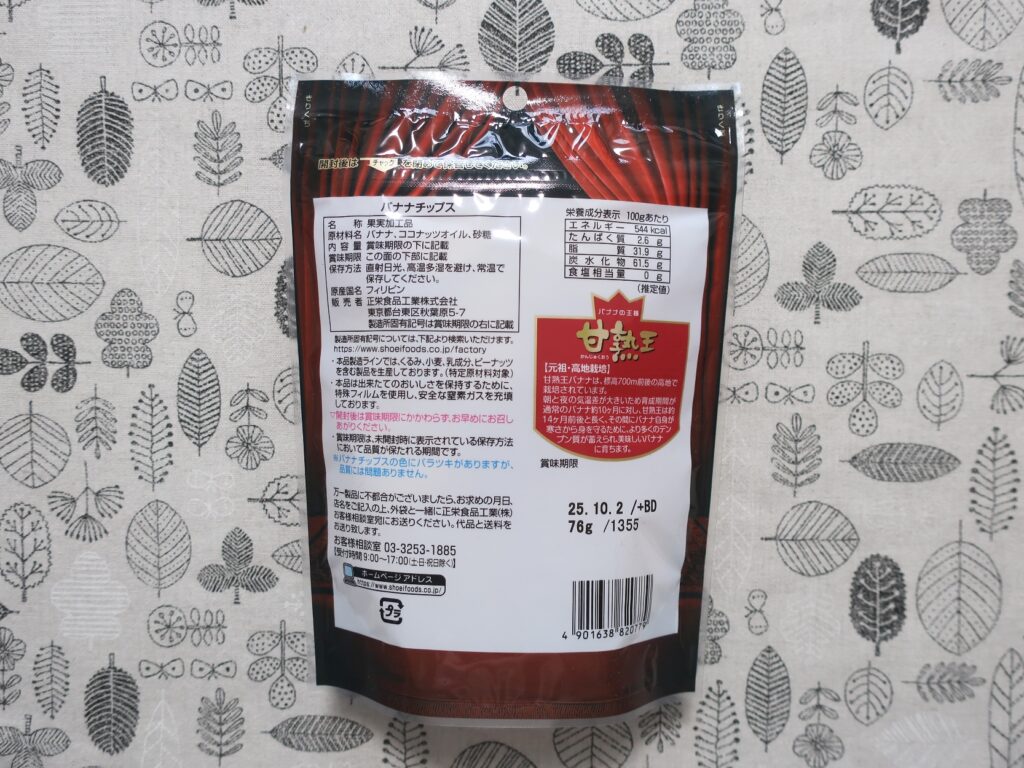 開封後は チャック を閉めて保管してください。
バナナチップス
名 称 果実加工品
原材料名 バナナ、ココナッツオイル、砂糖
内 容 量 賞味期限の下に記載
賞味期限 この面の下部に記載
保存方法 直射日光、高温多湿を避け、常温で
保存してください。
原産国名 フィリピン
販 売 者 正栄食品工業株式会社
東京都台東区秋葉原5-7
製造所固有記号は賞味期限の右に記載
製造所固有記号については、下記より検索いただけます。
https://www.shoeifoods.co.jp/factory
・本品製造ラインでは、くるみ、小麦、乳成分、ピーナッツ
を含む製品を生産しています。(特定原材料対象)
・本品は出来たてのおいしさを保持するために、
特殊フィルムを使用し、安全な窒素ガスを充填
しております。
▽開封後は賞味期限にかかわらず、お早めにお召し
あがりください。
・賞味期限は、未開封時に表示されている保存方法
において品質が保たれる期間です。
※バナナチップスの色にバラツキがありますが、
品質には問題ありません。
万一製品に不都合がございましたら、お求めの月日、
店名をご記入の上、外袋と一緒に正栄食品工業(株)
お客様相談室宛にお送りください。代品と送料を
お送り致します。
お客様相談室 03-3253-1885
【受付時間 9:00〜17:00(土・日・祝日除く)】
ホームページアドレス
https://www.shoeifoods.co.jp/
プラ
栄養成分表示 100gあたり
エネルギー 544 kcal
たんぱく質 2.6 g
脂 質 31.9 g
炭水化物 61.5 g
食塩相当量 0 g
(推定値)
バナナの王様
甘熟王
かんじゅくおう
【元祖・高地栽培】
甘熟王バナナは、標高700m前後の高地で
栽培されています。
朝と夜の気温差が大きいため育成期間が
通常のバナナ約10ヶ月に対し、甘熟王は約
14ヶ月前後と長く、その間にバナナ自身が
寒さから身を守るために、より多くのデン
プン質が蓄えられ、美味しいバナナ
に育ちます。
賞味期限
25.10.2 /+BD
76g /1355
4 901638 820779